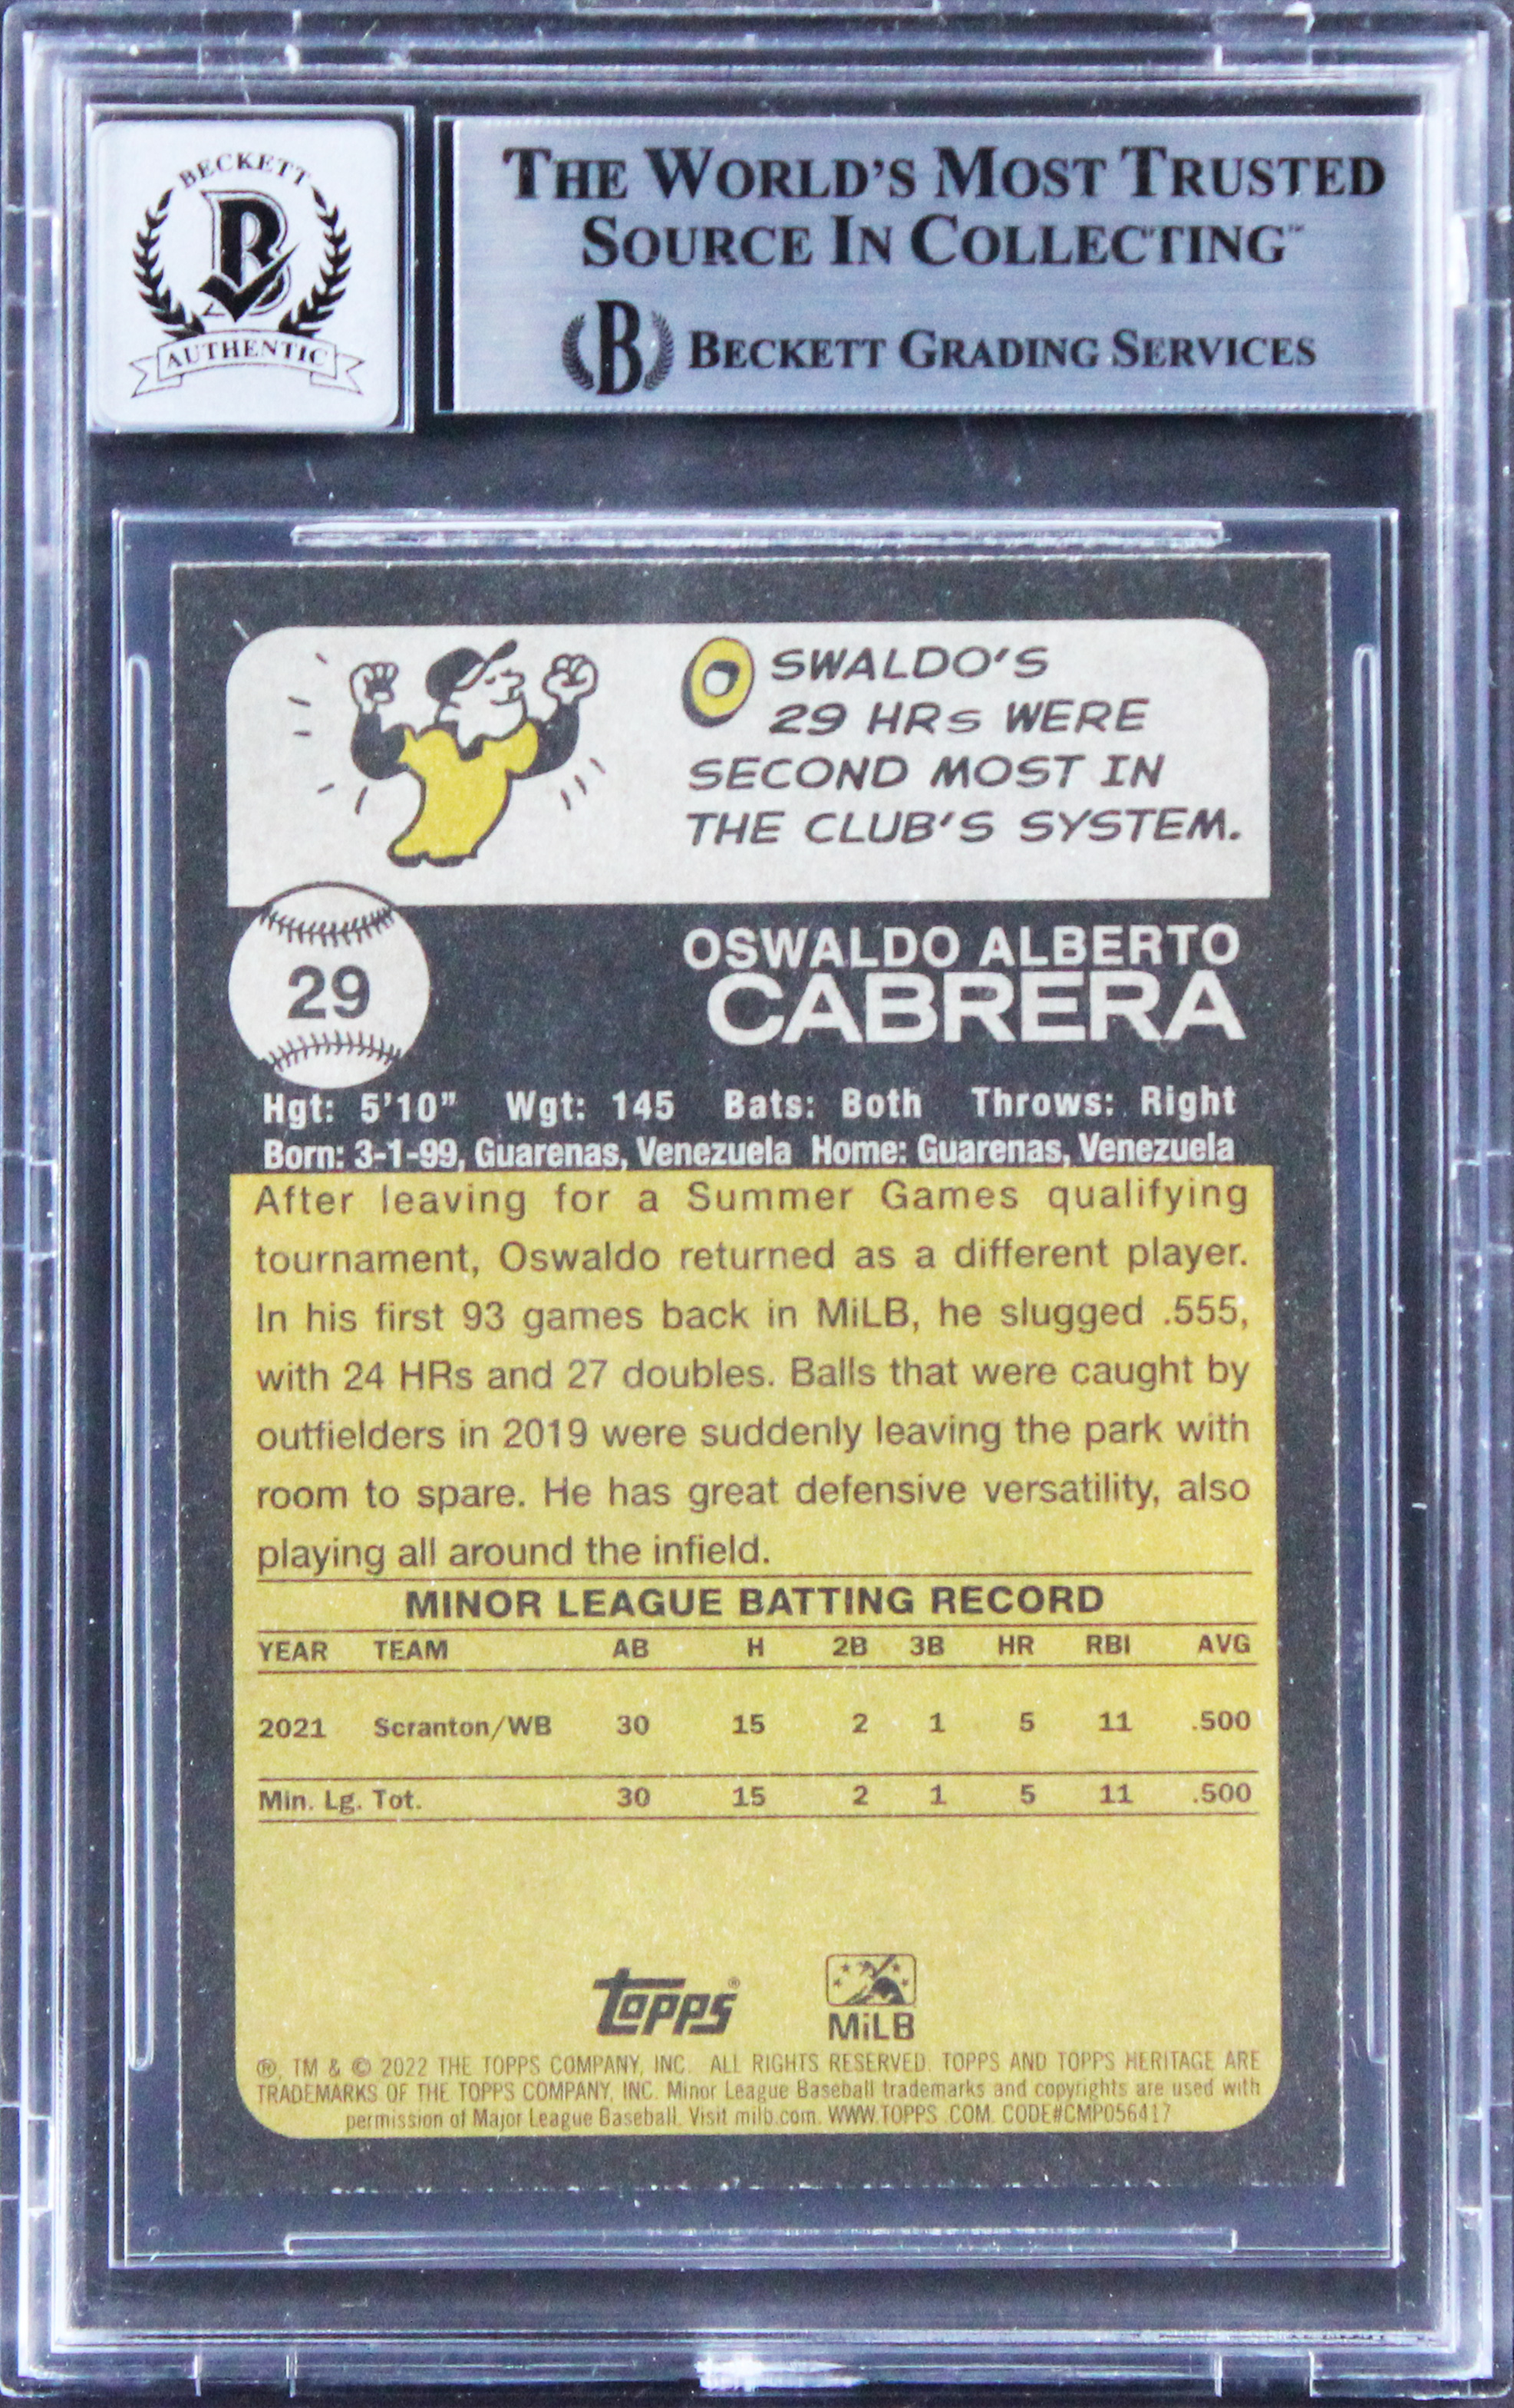 BECKETT
AUTHENTIC
THE WORLD'S MOST TRUSTED
SOURCE IN COLLECTING™
B BECKETT GRADING SERVICES
OSWALDO'S
29 HRs WERE
SECOND MOST IN
THE CLUB'S SYSTEM.
29
OSWALDO ALBERTO
CABRERA
Hgt: 5'10" Wgt: 145 Bats: Both Throws: Right
Born: 3-1-99, Guarenas, Venezuela Home: Guarenas, Venezuela
After leaving for a Summer Games qualifying
tournament, Oswaldo returned as a different player.
In his first 93 games back in MiLB, he slugged .555,
with 24 HRs and 27 doubles. Balls that were caught by
outfielders in 2019 were suddenly leaving the park with
room to spare. He has great defensive versatility, also
playing all around the infield.
MINOR LEAGUE BATTING RECORD
YEAR TEAM AB H 2B 3B HR RBI AVG
2021 Scranton/WB 30 15 2 1 5 11 .500
Min. Lg. Tot. 30 15 2 1 5 11 .500
topps®
MiLB
®, TM & © 2022 THE TOPPS COMPANY, INC. ALL RIGHTS RESERVED. TOPPS AND TOPPS HERITAGE ARE
TRADEMARKS OF THE TOPPS COMPANY, INC. Minor League Baseball trademarks and copyrights are used with
permission of Major League Baseball. Visit milb.com. WWW.TOPPS.COM. CODE#CMP056417